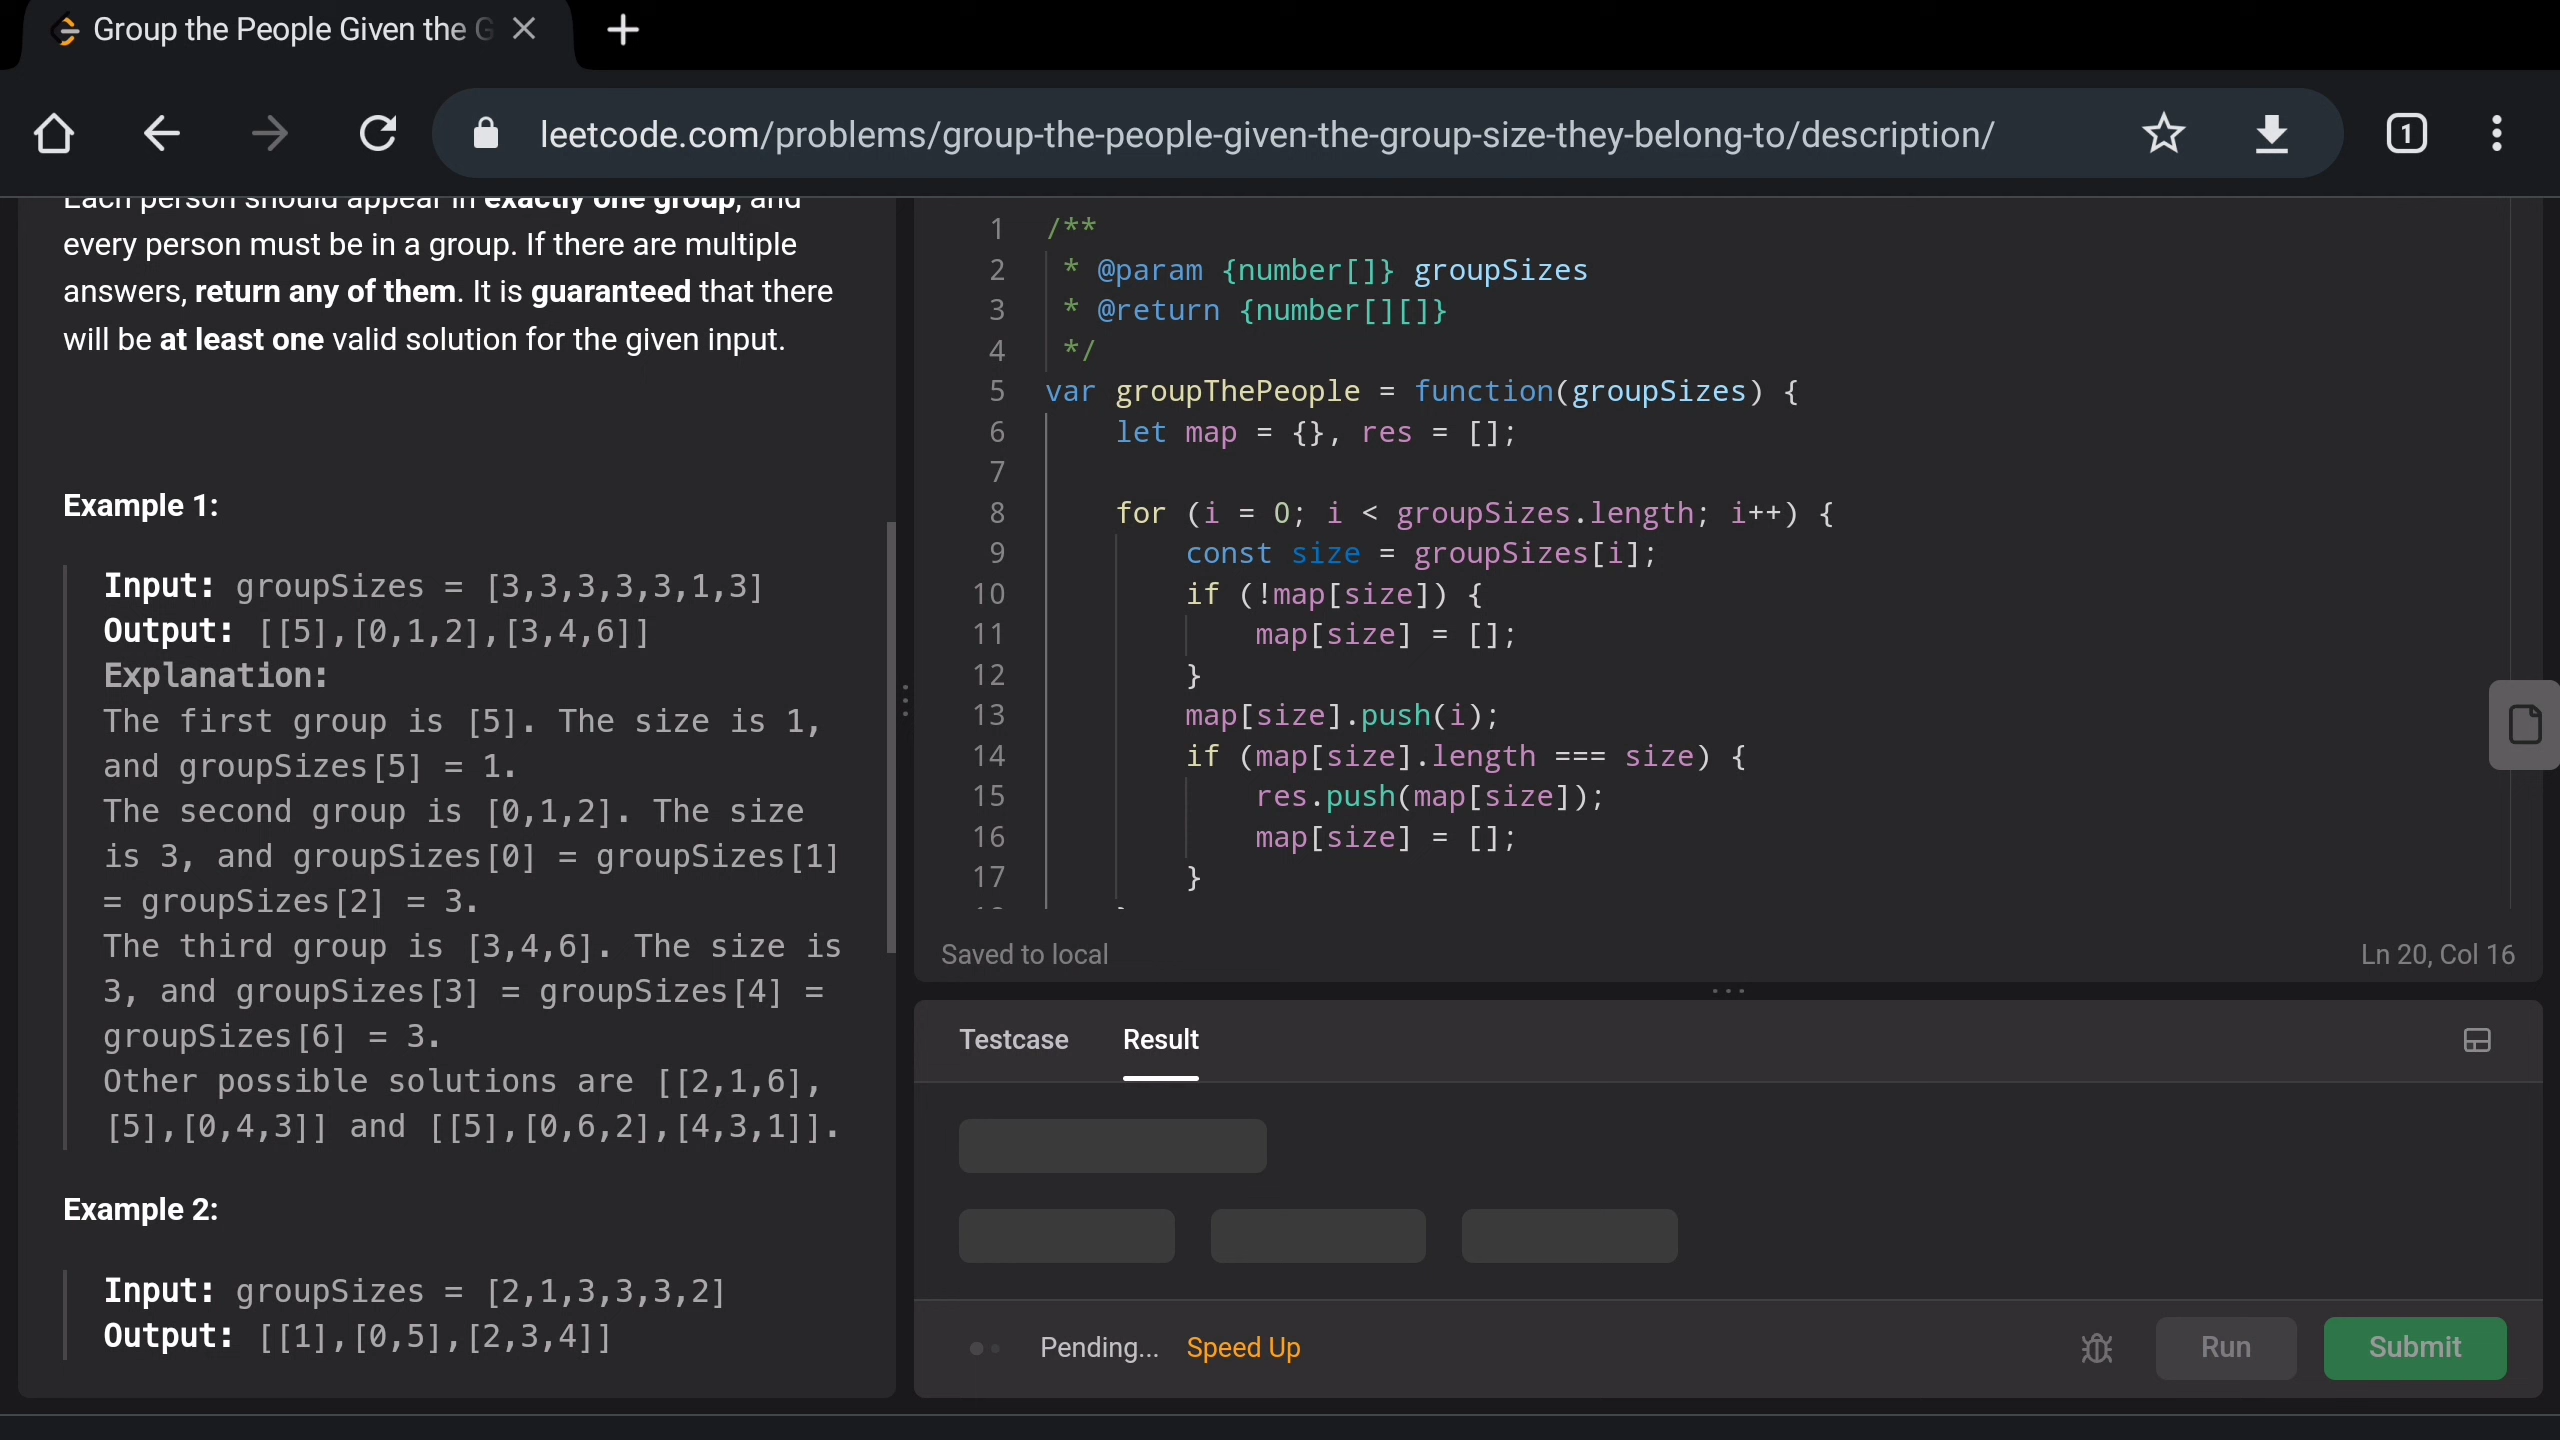 Group the People Given the G
leetcode.com/problems/group-the-people-given-the-group-size-they-belong-to/description/
1
Each person should appear in exactly one group, and
every person must be in a group. If there are multiple
answers, return any of them. It is guaranteed that there
will be at least one valid solution for the given input.
Example 1:
Input: groupSizes = [3,3,3,3,3,1,3]
Output: [[5],[0,1,2],[3,4,6]]
Explanation:
The first group is [5]. The size is 1,
and groupSizes[5] = 1.
The second group is [0,1,2]. The size
is 3, and groupSizes[0] = groupSizes[1]
= groupSizes[2] = 3.
The third group is [3,4,6]. The size is
3, and groupSizes[3] = groupSizes[4] =
groupSizes[6] = 3.
Other possible solutions are [[2,1,6],
[5],[0,4,3]] and [[5],[0,6,2],[4,3,1]].
Example 2:
Input: groupSizes = [2,1,3,3,3,2]
Output: [[1],[0,5],[2,3,4]]
1 /**
2  * @param {number[]} groupSizes
3  * @return {number[][]}
4  */
5 var groupThePeople = function(groupSizes) {
6     let map = {}, res = [];
7
8     for (i = 0; i < groupSizes.length; i++) {
9         const size = groupSizes[i];
10         if (!map[size]) {
11             map[size] = [];
12         }
13         map[size].push(i);
14         if (map[size].length === size) {
15             res.push(map[size]);
16             map[size] = [];
17         }
Saved to local
Ln 20, Col 16
Testcase Result
Pending... Speed Up
Run Submit